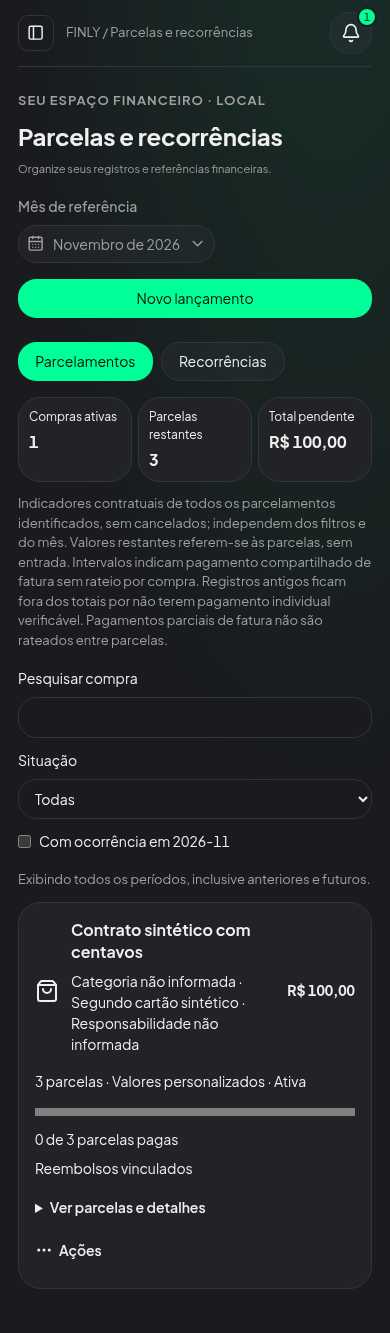 FINLY / Parcelas e recorrências
1
SEU ESPAÇO FINANCEIRO · LOCAL
Parcelas e recorrências
Organize seus registros e referências financeiras.
Mês de referência
Novembro de 2026
Novo lançamento
Parcelamentos
Recorrências
Compras ativas
1
Parcelas
restantes
3
Total pendente
R$ 100,00
Indicadores contratuais de todos os parcelamentos
identificados, sem cancelados; independem dos filtros e
do mês. Valores restantes referem-se às parcelas, sem
entrada. Intervalos indicam pagamento compartilhado de
fatura sem rateio por compra. Registros antigos ficam
fora dos totais por não terem pagamento individual
verificável. Pagamentos parciais de fatura não são
rateados entre parcelas.
Pesquisar compra
Situação
Todas
Com ocorrência em 2026-11
Exibindo todos os períodos, inclusive anteriores e futuros.
Contrato sintético com
centavos
Categoria não informada ·
Segundo cartão sintético ·
Responsabilidade não
informada
R$ 100,00
3 parcelas · Valores personalizados · Ativa
0 de 3 parcelas pagas
Reembolsos vinculados
Ver parcelas e detalhes
Ações